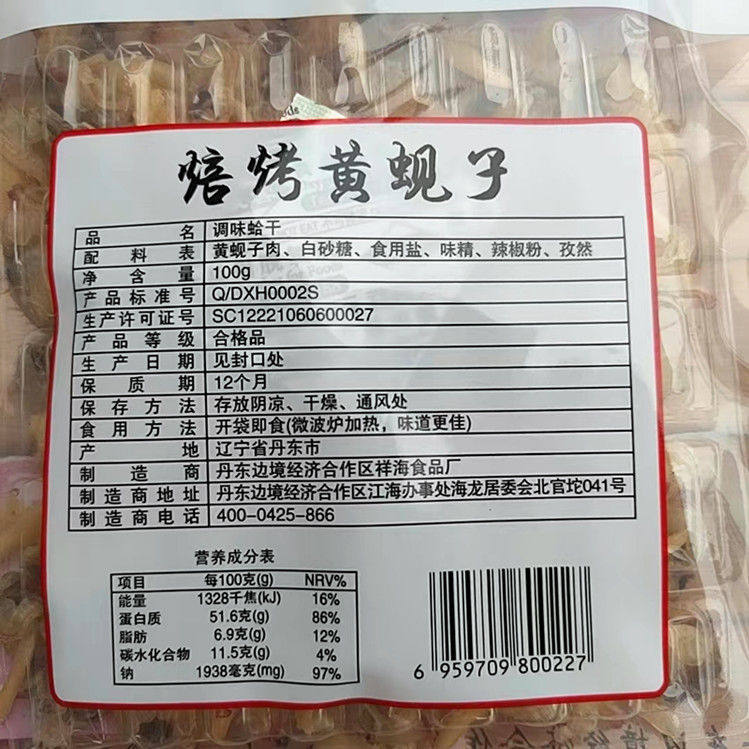 焙烤黄蚬子
品名 调味蛤干
配料表 黄蚬子肉、白砂糖、食用盐、味精、辣椒粉、孜然
净含量 100g
产品标准号 Q/DXH0002S
生产许可证号 SC12221060600027
产品等级 合格品
生产日期 见封口处
保质期 12个月
保存方法 存放阴凉、干燥、通风处
食用方法 开袋即食(微波炉加热，味道更佳)
产地 辽宁省丹东市
制造商 丹东边境经济合作区祥海食品厂
制造商地址 丹东边境经济合作区江海办事处海龙居委会北官坨041号
制造商电话 400-0425-866
营养成分表
项目 每100克(g) NRV%
能量 1328千焦(kJ) 16%
蛋白质 51.6克(g) 86%
脂肪 6.9克(g) 12%
碳水化合物 11.5克(g) 4%
钠 1938毫克(mg) 97%
6 959709 800227